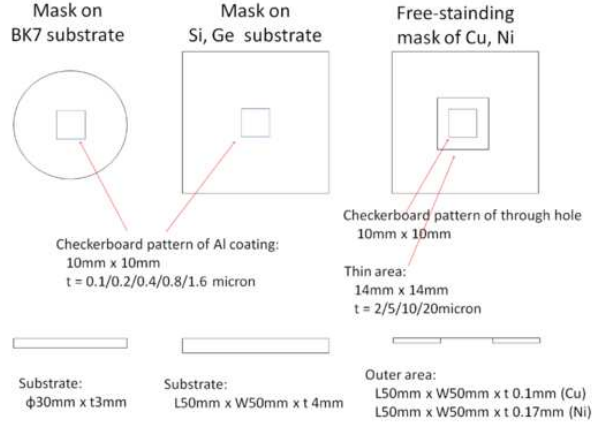 Mask on
BK7 substrate
Mask on
Si, Ge substrate
Free-stainding
mask of Cu, Ni
Checkerboard pattern of Al coating:
10mm x 10mm
t = 0.1/0.2/0.4/0.8/1.6 micron
Checkerboard pattern of through hole
10mm x 10mm
Thin area:
14mm x 14mm
t = 2/5/10/20micron
Substrate:
ϕ30mm x t3mm
Substrate:
L50mm x W50mm x t 4mm
Outer area:
L50mm x W50mm x t 0.1mm (Cu)
L50mm x W50mm x t 0.17mm (Ni)